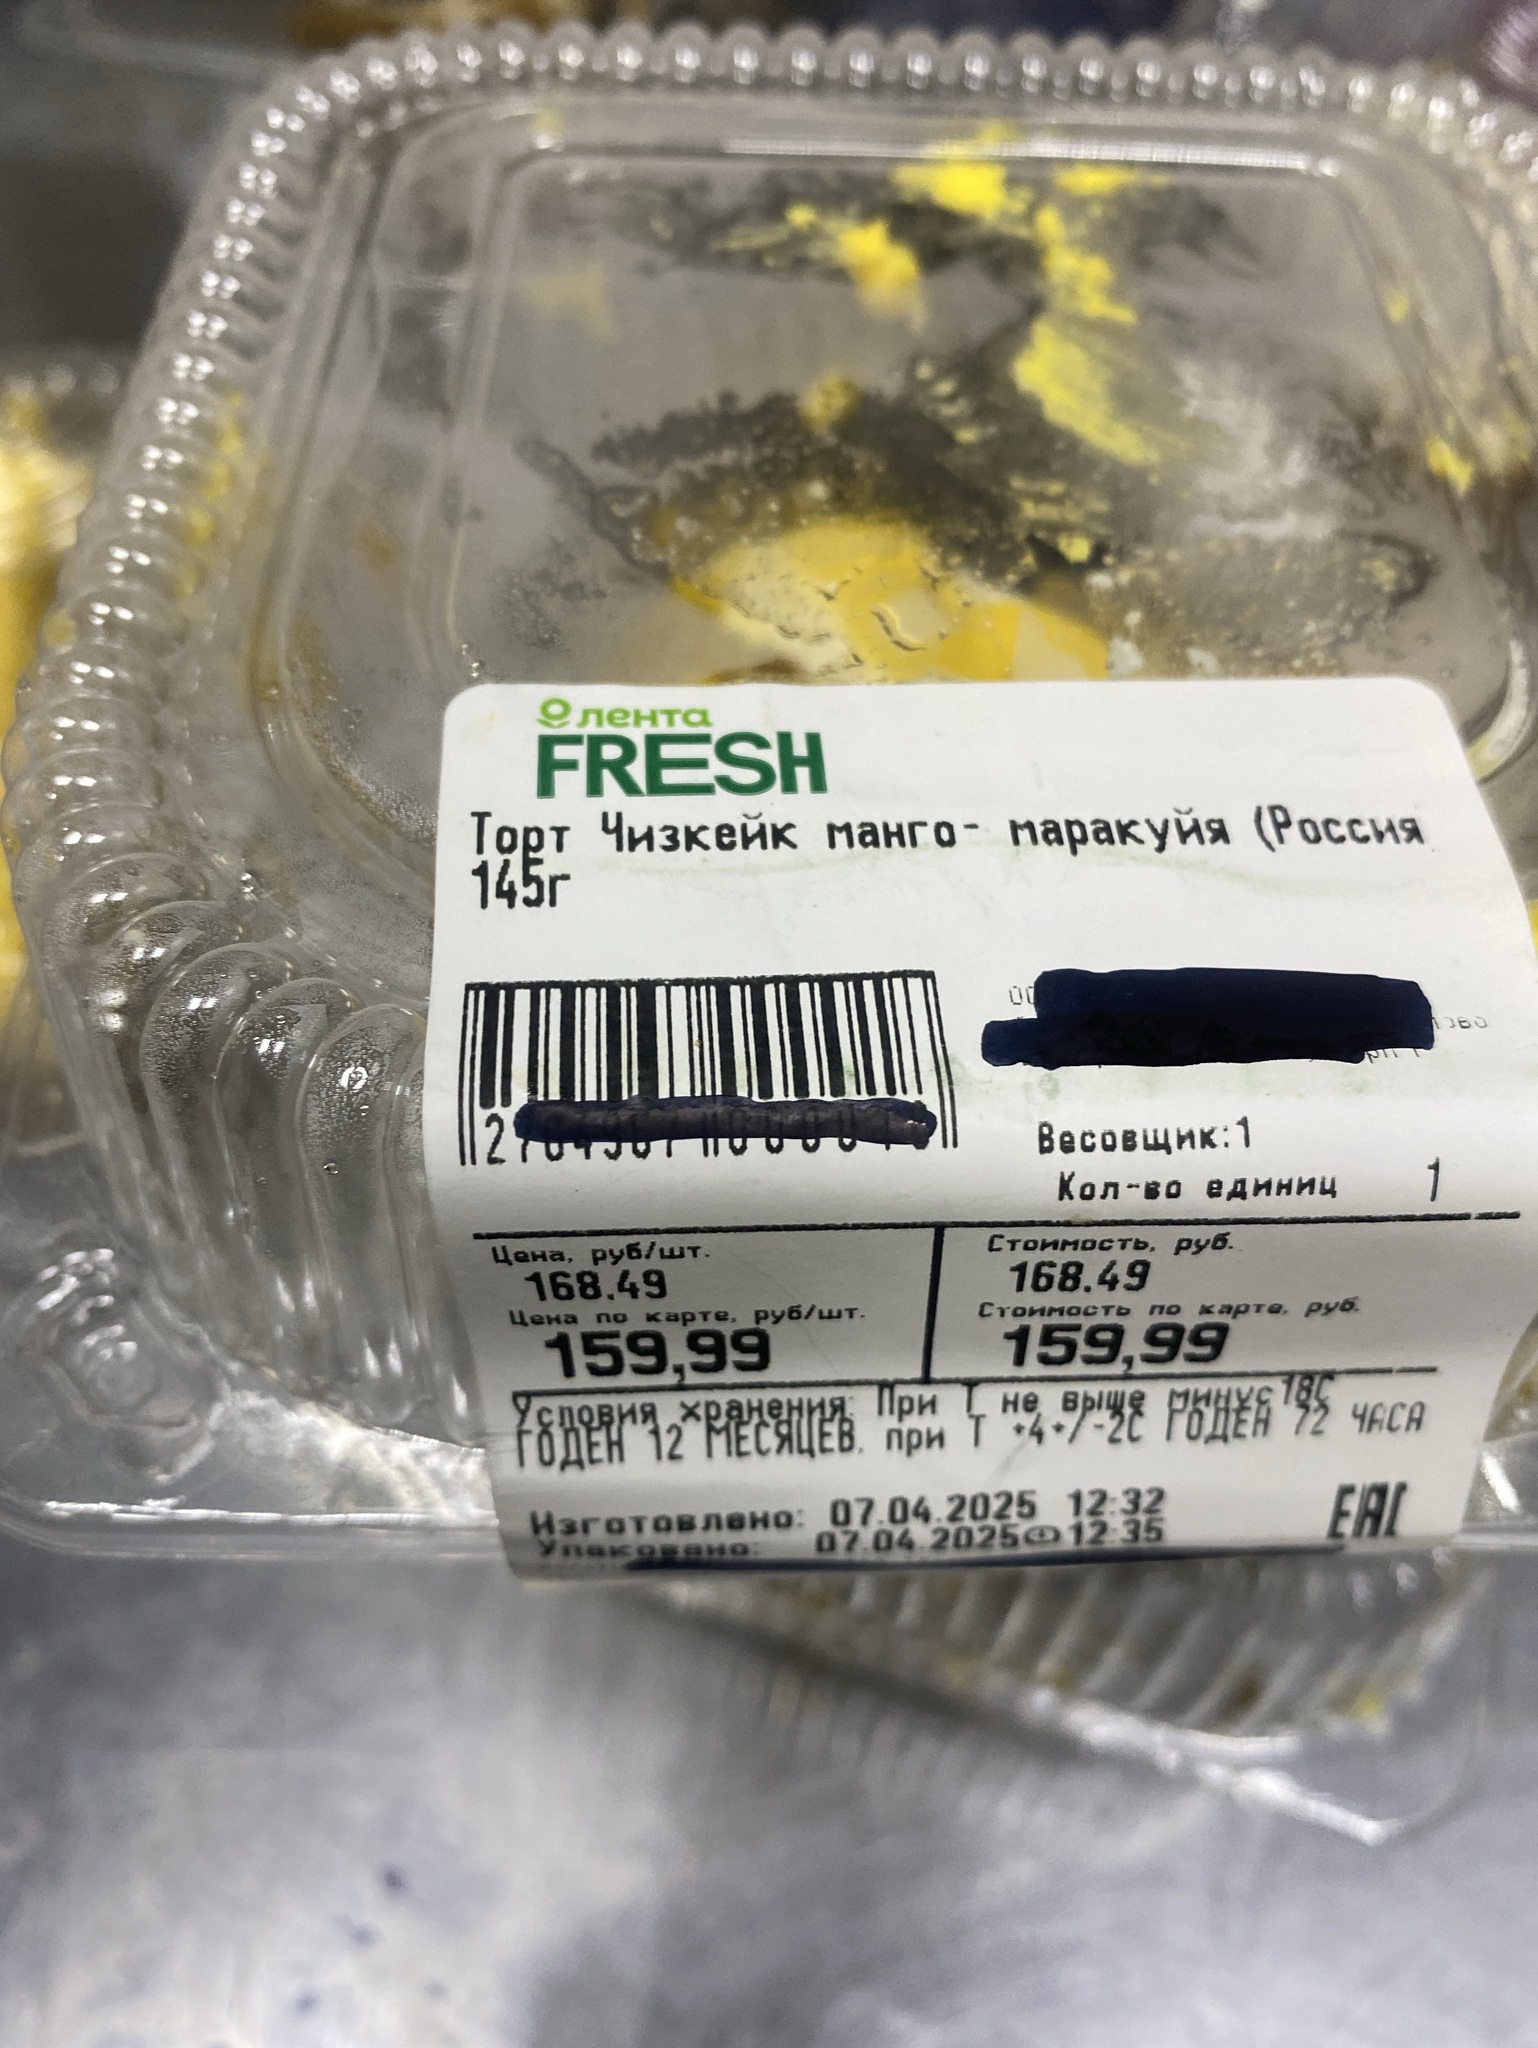 лента
FRESH
Торт Чизкейк манго- маракуйя (Россия
145г
2
Весовщик:1
Кол-во единиц 1
Цена, руб/шт.
168.49
Цена по карте, руб/шт.
159,99
Стоимость, руб.
168.49
Стоимость по карте, руб.
159,99
Условия хранения: При Т не выше минус 18С
ГОДЕН 12 МЕСЯЦЕВ. при Т +4+/-2С ГОДЕН 72 ЧАСА
Изготовлено: 07.04.2025 12:32
Упаковано: 07.04.2025 12:35
EAC